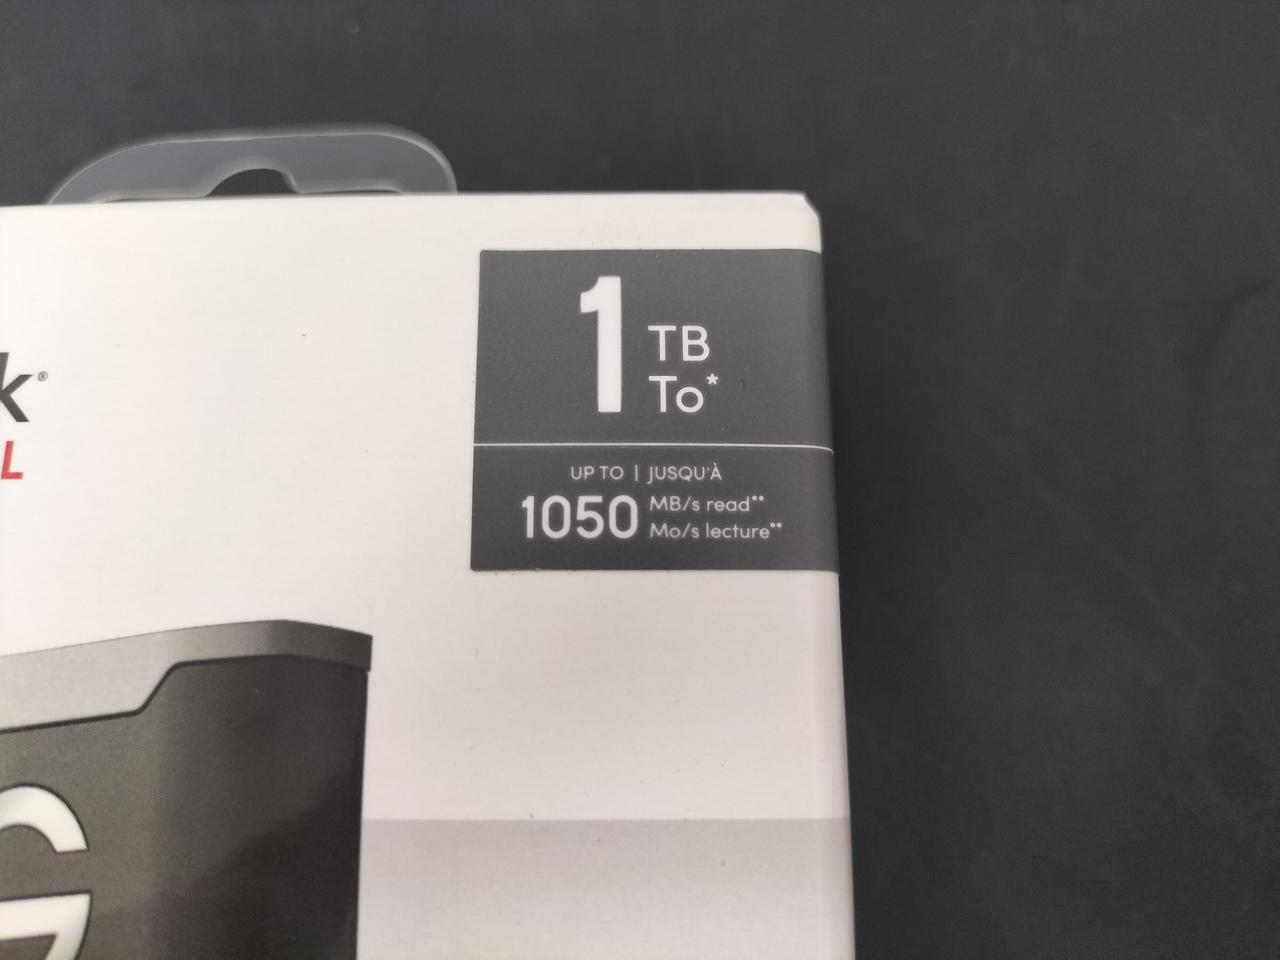 k®
L
1 TB
To*
UP TO | JUSQU'À
1050 MB/s read**
Mo/s lecture**
G